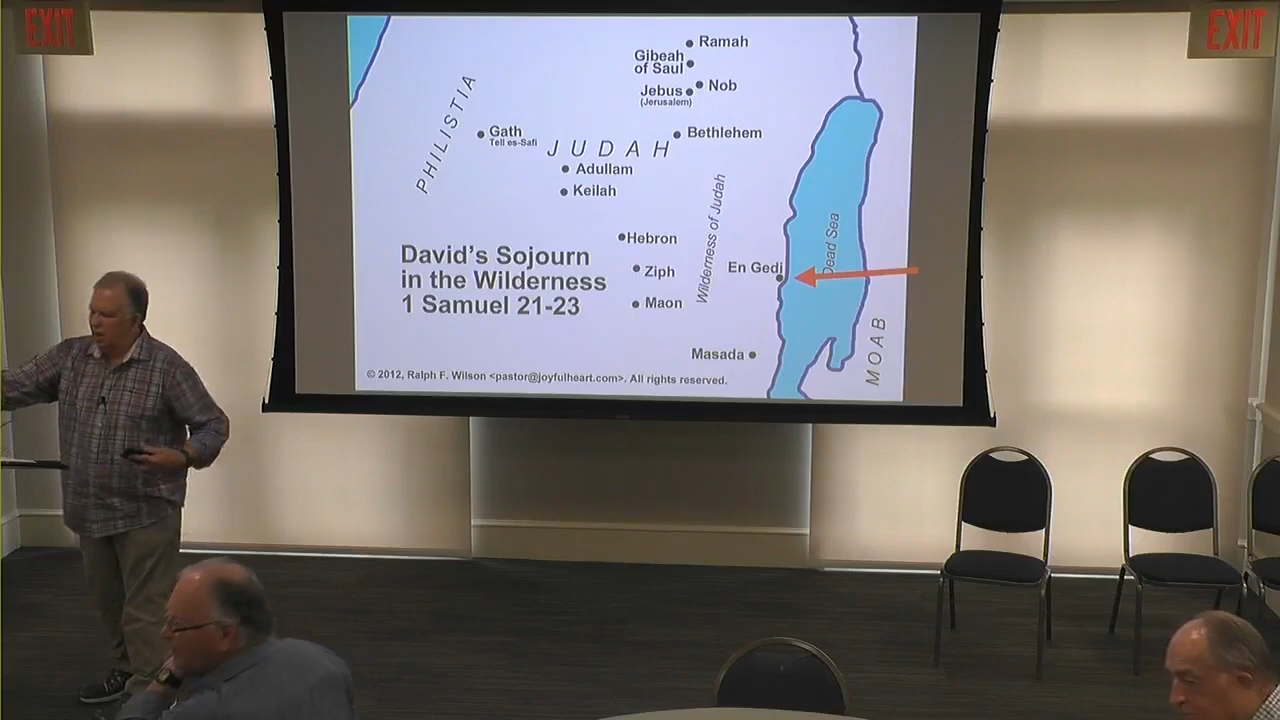 EXIT
EXIT
Ramah
Gibeah
of Saul
Nob
Jebus
(Jerusalem)
PHILISTIA
Gath
Tell es-Safi
JUDAH
Bethlehem
Adullam
Keilah
Wilderness of Judah
Dead Sea
Hebron
David's Sojourn
in the Wilderness
1 Samuel 21-23
Ziph
En Gedi
Maon
MOAB
Masada
© 2012, Ralph F. Wilson <pastor@joyfulheart.com>. All rights reserved.